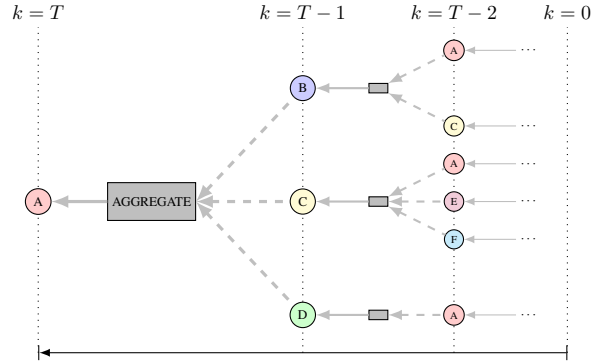 k = T
k = T − 1
k = T − 2
k = 0
A
...
B
C
...
A
...
A
AGGREGATE
C
E
...
F
...
D
A
...